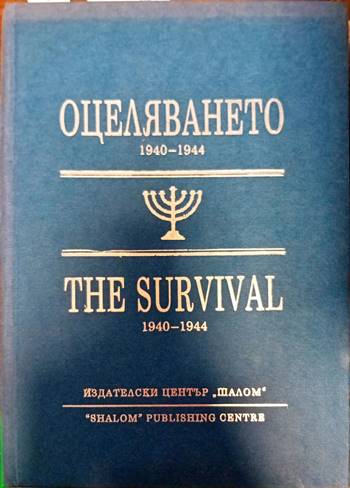 ОЦЕЛЯВАНЕТО
1940–1944
THE SURVIVAL
1940–1944
ИЗДАТЕЛСКИ ЦЕНТЪР „ШАЛОМ“
“SHALOM” PUBLISHING CENTRE